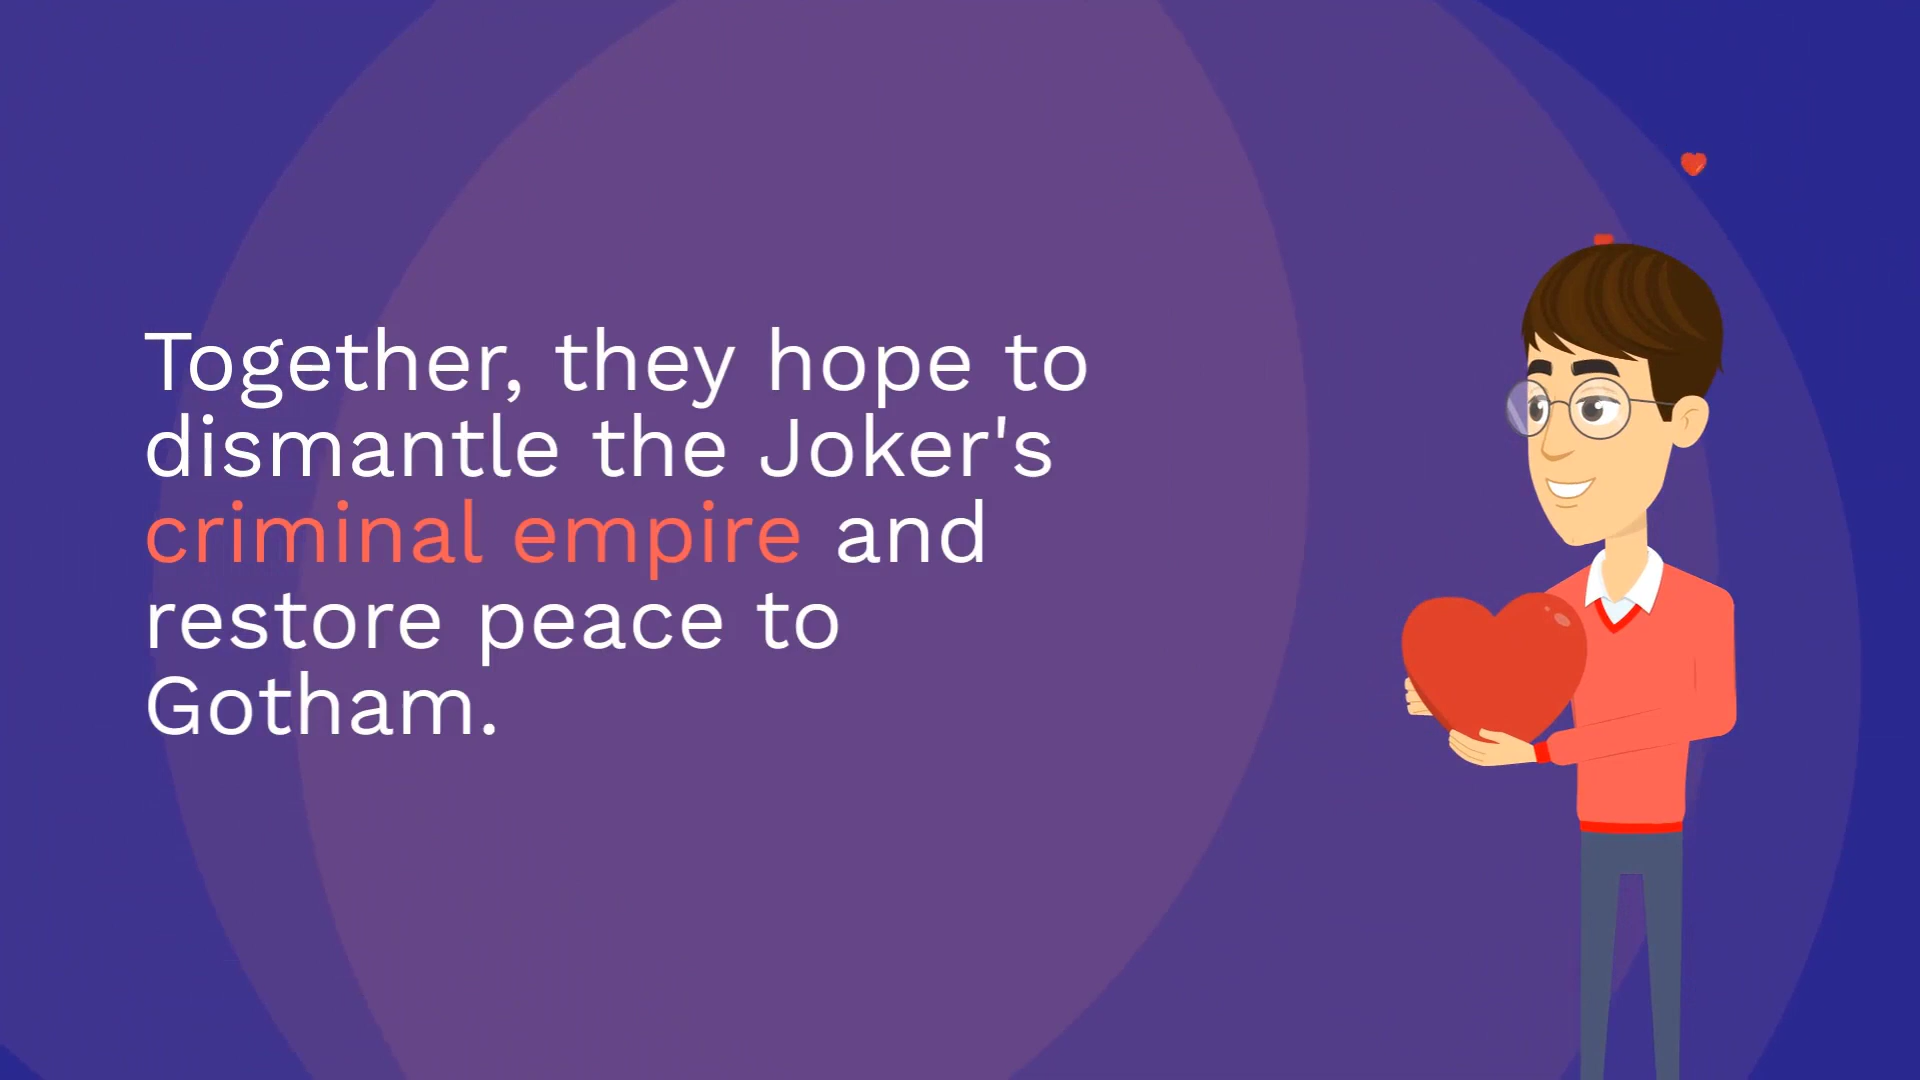 Together, they hope to
dismantle the Joker's
criminal empire and
restore peace to
Gotham.